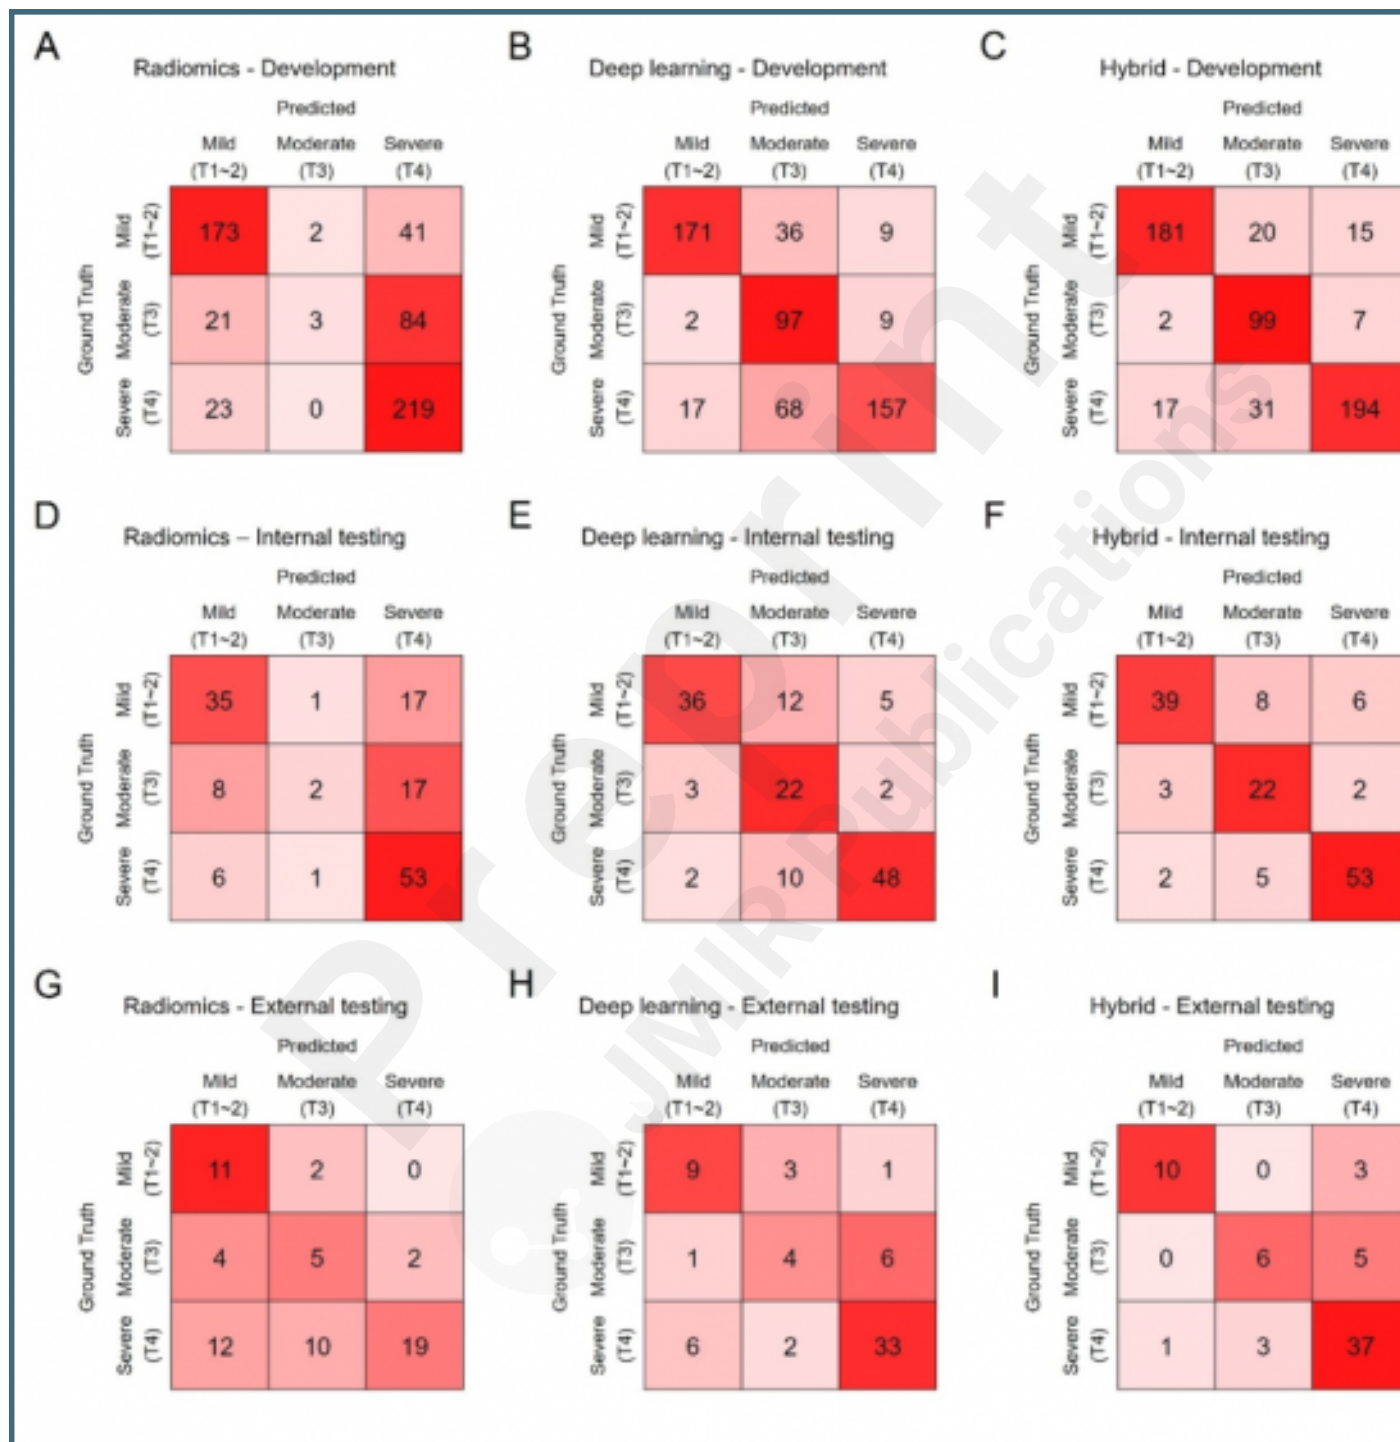 A
Radiomics - Development
Predicted
Mild Moderate Severe
(T1~2) (T3) (T4)
Ground Truth
Mild (T1~2) 173 2 41
Moderate (T3) 21 3 84
Severe (T4) 23 0 219
B
Deep learning - Development
Predicted
Mild Moderate Severe
(T1~2) (T3) (T4)
Ground Truth
Mild (T1~2) 171 36 9
Moderate (T3) 2 97 9
Severe (T4) 17 68 157
C
Hybrid - Development
Predicted
Mild Moderate Severe
(T1~2) (T3) (T4)
Ground Truth
Mild (T1~2) 181 20 15
Moderate (T3) 2 99 7
Severe (T4) 17 31 194
D
Radiomics – Internal testing
Predicted
Mild Moderate Severe
(T1~2) (T3) (T4)
Ground Truth
Mild (T1~2) 35 1 17
Moderate (T3) 8 2 17
Severe (T4) 6 1 53
E
Deep learning - Internal testing
Predicted
Mild Moderate Severe
(T1~2) (T3) (T4)
Ground Truth
Mild (T1~2) 36 12 5
Moderate (T3) 3 22 2
Severe (T4) 2 10 48
F
Hybrid - Internal testing
Predicted
Mild Moderate Severe
(T1~2) (T3) (T4)
Ground Truth
Mild (T1~2) 39 8 6
Moderate (T3) 3 22 2
Severe (T4) 2 5 53
G
Radiomics - External testing
Predicted
Mild Moderate Severe
(T1~2) (T3) (T4)
Ground Truth
Mild (T1~2) 11 2 0
Moderate (T3) 4 5 2
Severe (T4) 12 10 19
H
Deep learning - External testing
Predicted
Mild Moderate Severe
(T1~2) (T3) (T4)
Ground Truth
Mild (T1~2) 9 3 1
Moderate (T3) 1 4 6
Severe (T4) 6 2 33
I
Hybrid - External testing
Predicted
Mild Moderate Severe
(T1~2) (T3) (T4)
Ground Truth
Mild (T1~2) 10 0 3
Moderate (T3) 0 6 5
Severe (T4) 1 3 37
Preprint
JMIR Publications